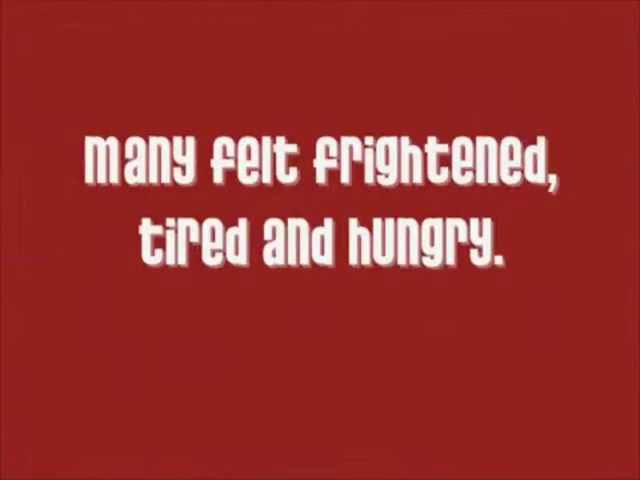 many felt frightened,
tired and hungry.